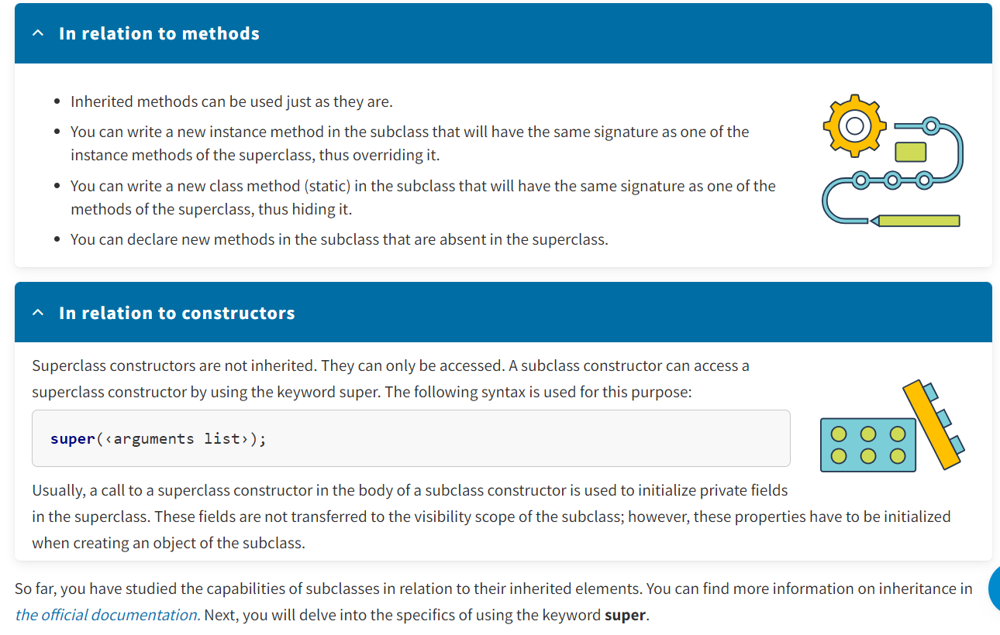 In relation to methods
• Inherited methods can be used just as they are.
• You can write a new instance method in the subclass that will have the same signature as one of the
instance methods of the superclass, thus overriding it.
• You can write a new class method (static) in the subclass that will have the same signature as one of the
methods of the superclass, thus hiding it.
• You can declare new methods in the subclass that are absent in the superclass.
In relation to constructors
Superclass constructors are not inherited. They can only be accessed. A subclass constructor can access a
superclass constructor by using the keyword super. The following syntax is used for this purpose:
super(‹arguments list›);
Usually, a call to a superclass constructor in the body of a subclass constructor is used to initialize private fields
in the superclass. These fields are not transferred to the visibility scope of the subclass; however, these properties have to be initialized
when creating an object of the subclass.
So far, you have studied the capabilities of subclasses in relation to their inherited elements. You can find more information on inheritance in
the official documentation. Next, you will delve into the specifics of using the keyword super.